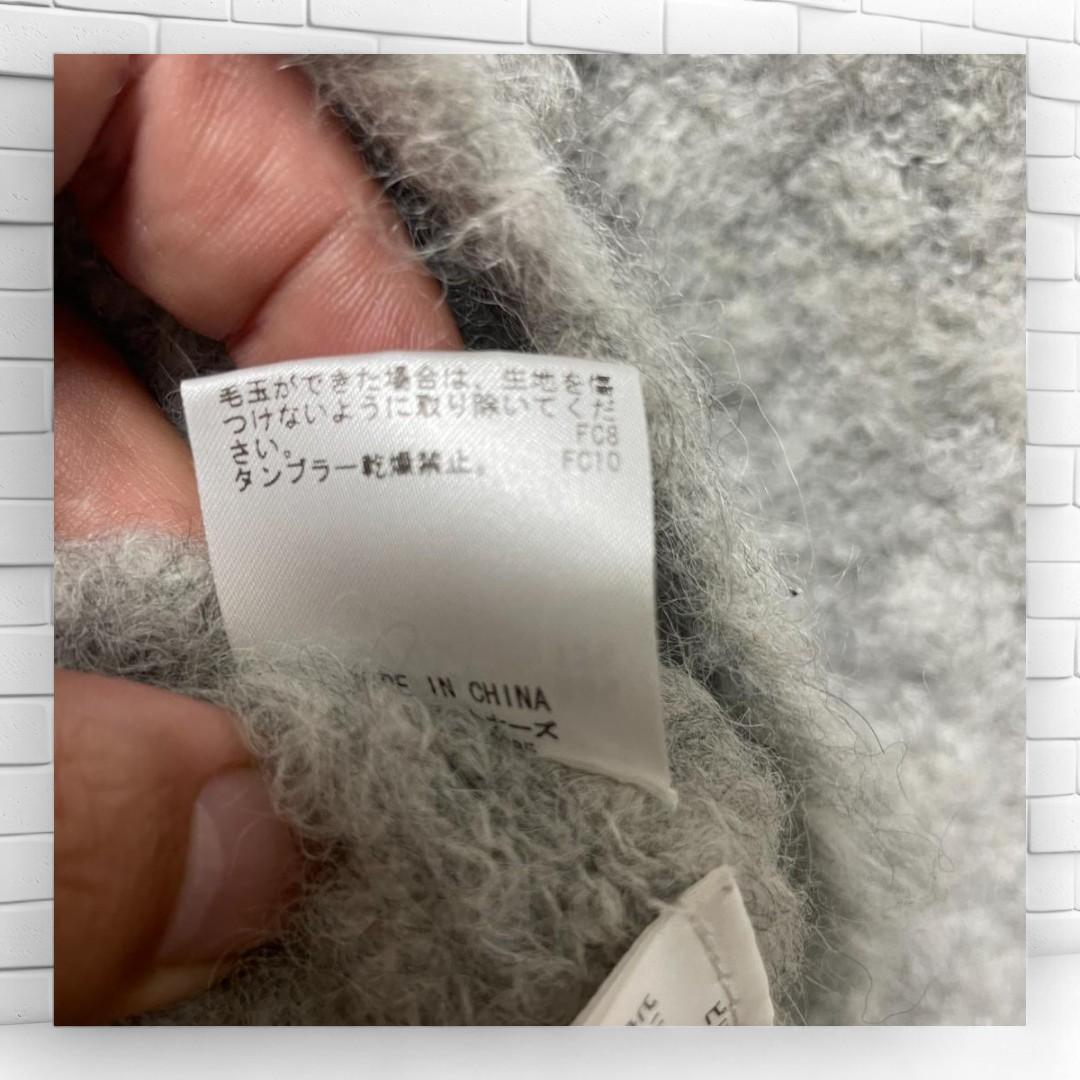 毛玉ができた場合は、生地を傷
つけないように取り除いてくだ
さい。 FC8
タンブラー乾燥禁止。 FC10
IN CHINA